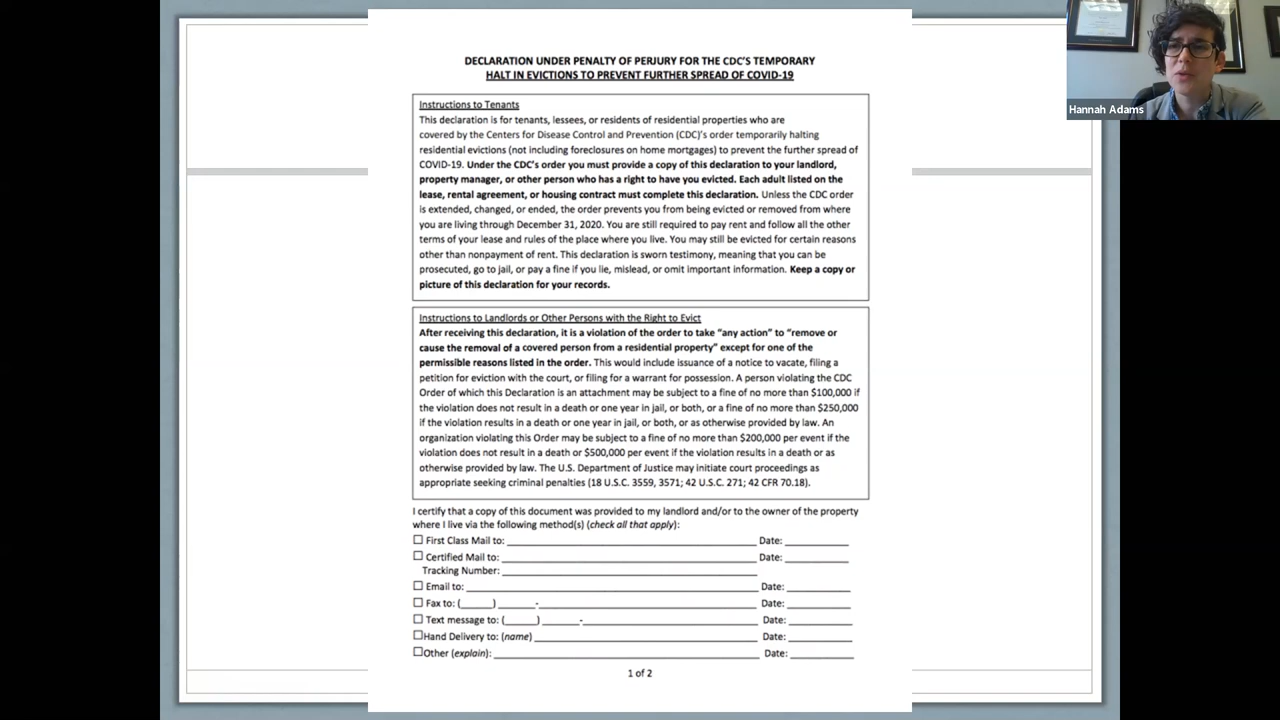 DECLARATION UNDER PENALTY OF PERJURY FOR THE CDC'S TEMPORARY
HALT IN EVICTIONS TO PREVENT FURTHER SPREAD OF COVID-19
Hannah Adams
Instructions to Tenants
This declaration is for tenants, lessees, or residents of residential properties who are
covered by the Centers for Disease Control and Prevention (CDC)'s order temporarily halting
residential evictions (not including foreclosures on home mortgages) to prevent the further spread of
COVID-19. Under the CDC's order you must provide a copy of this declaration to your landlord,
property manager, or other person who has a right to have you evicted. Each adult listed on the
lease, rental agreement, or housing contract must complete this declaration. Unless the CDC order
is extended, changed, or ended, the order prevents you from being evicted or removed from where
you are living through December 31, 2020. You are still required to pay rent and follow all the other
terms of your lease and rules of the place where you live. You may still be evicted for certain reasons
other than nonpayment of rent. This declaration is sworn testimony, meaning that you can be
prosecuted, go to jail, or pay a fine if you lie, mislead, or omit important information. Keep a copy or
picture of this declaration for your records.
Instructions to Landlords or Other Persons with the Right to Evict
After receiving this declaration, it is a violation of the order to take "any action" to "remove or
cause the removal of a covered person from a residential property" except for one of the
permissible reasons listed in the order. This would include issuance of a notice to vacate, filing a
petition for eviction with the court, or filing for a warrant for possession. A person violating the CDC
Order of which this Declaration is an attachment may be subject to a fine of no more than $100,000 if
the violation does not result in a death or one year in jail, or both, or a fine of no more than $250,000
if the violation results in a death or one year in jail, or both, or as otherwise provided by law. An
organization violating this Order may be subject to a fine of no more than $200,000 per event if the
violation does not result in a death or $500,000 per event if the violation results in a death or as
otherwise provided by law. The U.S. Department of Justice may initiate court proceedings as
appropriate seeking criminal penalties (18 U.S.C. 3559, 3571; 42 U.S.C. 271; 42 CFR 70.18).
I certify that a copy of this document was provided to my landlord and/or to the owner of the property
where I live via the following method(s) (check all that apply):
☐ First Class Mail to: ____________ Date: ________
☐ Certified Mail to: ____________ Date: ________
Tracking Number: ____________
☐ Email to: ____________ Date: ________
☐ Fax to: (____) ____-____________ Date: ________
☐ Text message to: (____) ____-____________ Date: ________
☐Hand Delivery to: (name) ____________ Date: ________
☐Other (explain): ____________ Date: ________
1 of 2